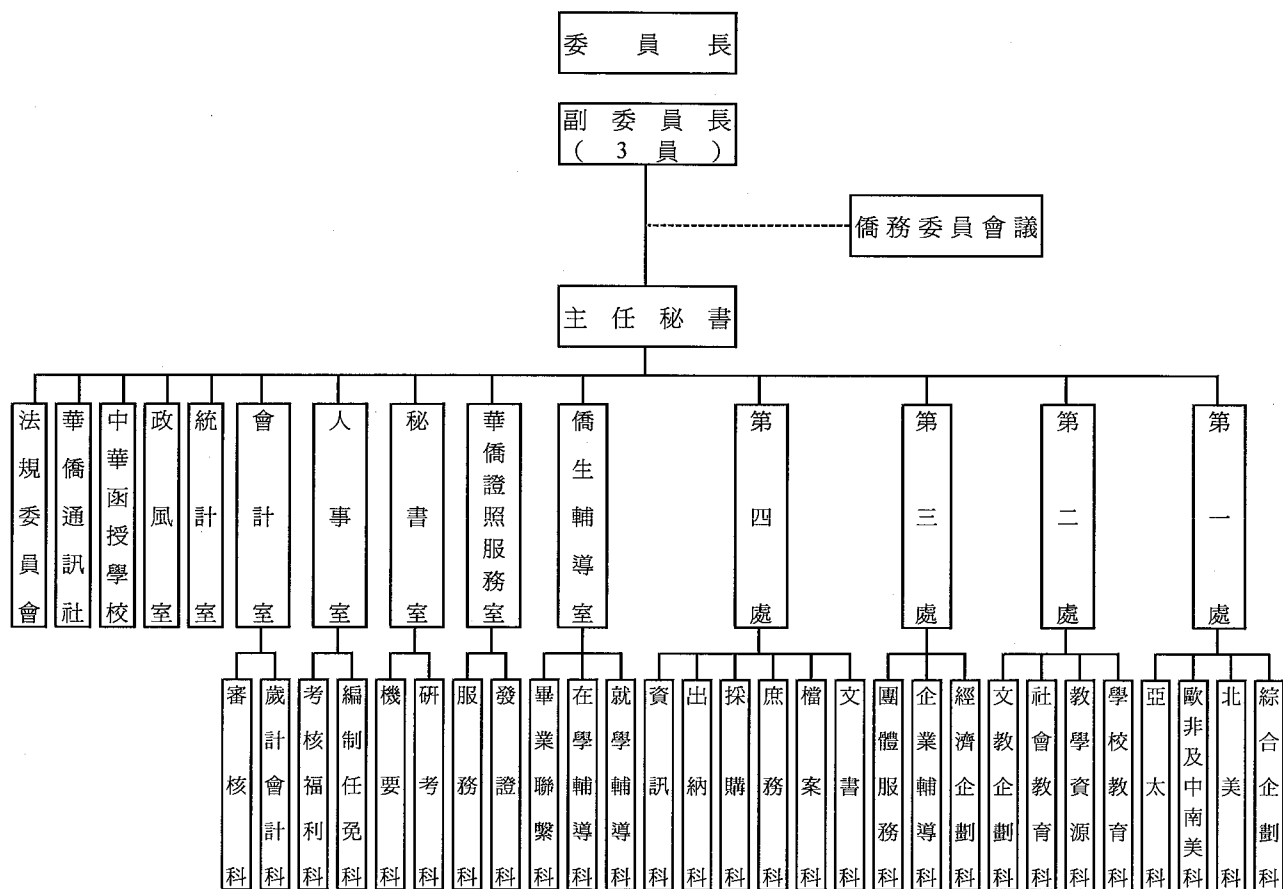 委員長
副委員長
(3員)
僑務委員會議
主任秘書
法規委員會
華僑通訊社
中華函授學校
政風室
統計室
會計室
人事室
秘書室
華僑證照服務室
僑生輔導室
第四處
第三處
第二處
第一處
審核科
歲計會計科
考核福利科
編制任免科
機要科
研考科
服務科
發證科
畢業聯繫科
在學輔導科
就學輔導科
資訊科
出納科
採購科
庶務科
檔案科
文書科
團體服務科
企業輔導科
經濟企劃科
文教企劃科
社會教育科
教學資源科
學校教育科
亞太科
歐非及中南美科
北美科
綜合企劃科